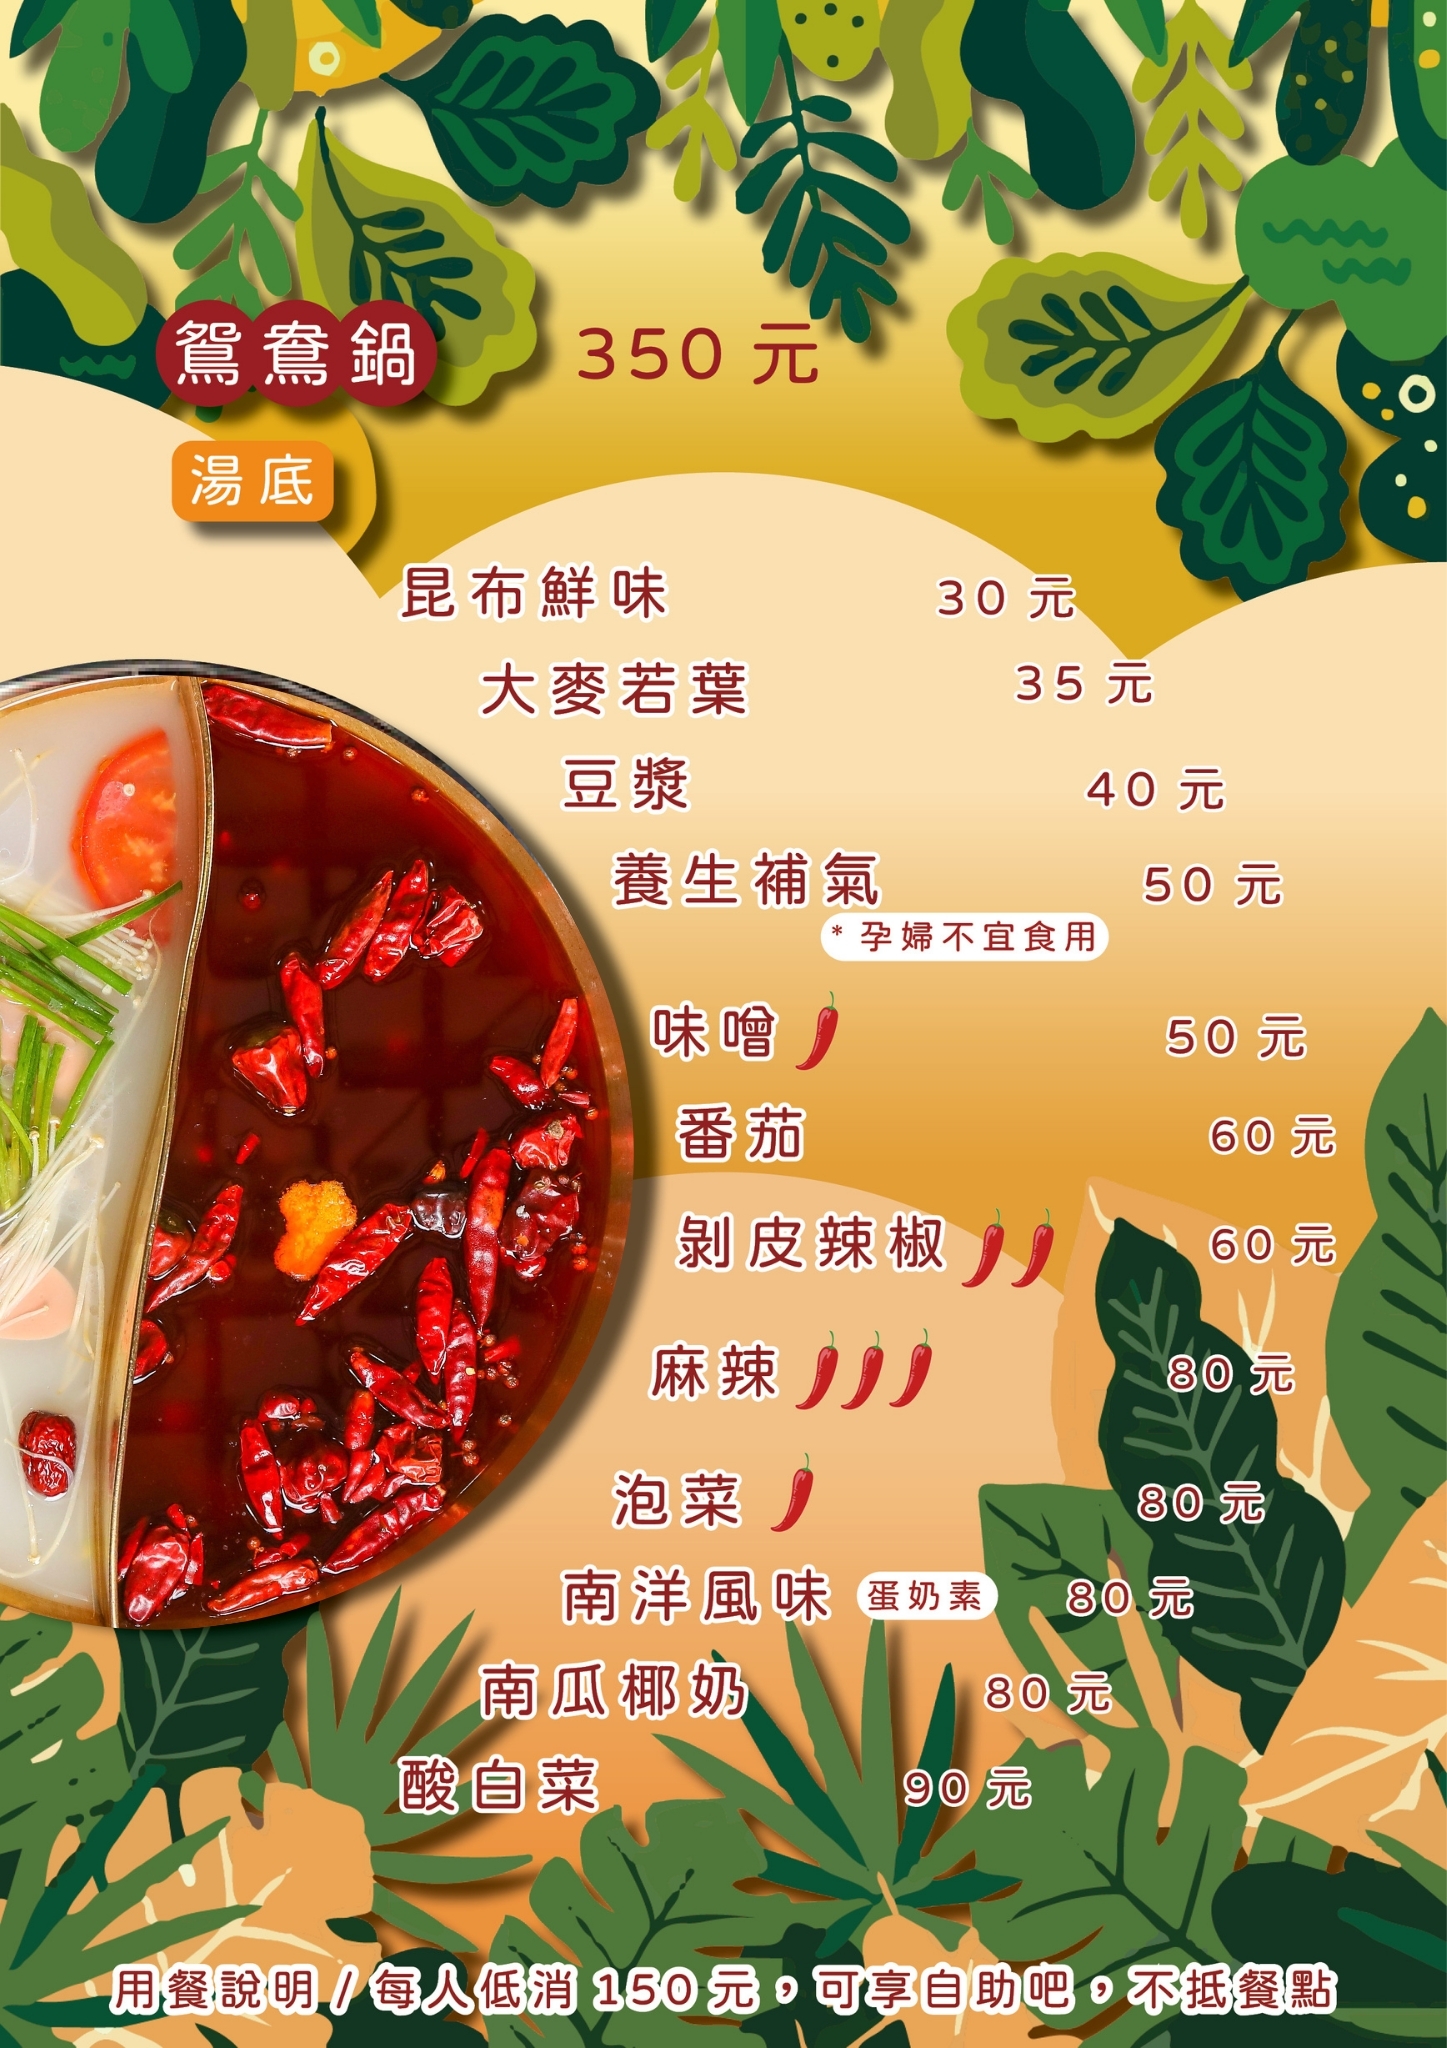 鴛鴦鍋 350 元
湯底
昆布鮮味 30 元
大麥若葉 35 元
豆漿 40 元
養生補氣 50 元
* 孕婦不宜食用
味噌 50 元
番茄 60 元
剝皮辣椒 60 元
麻辣 80 元
泡菜 80 元
南洋風味 蛋奶素 80 元
南瓜椰奶 80 元
酸白菜 90 元
用餐說明 / 每人低消 150 元，可享自助吧，不抵餐點